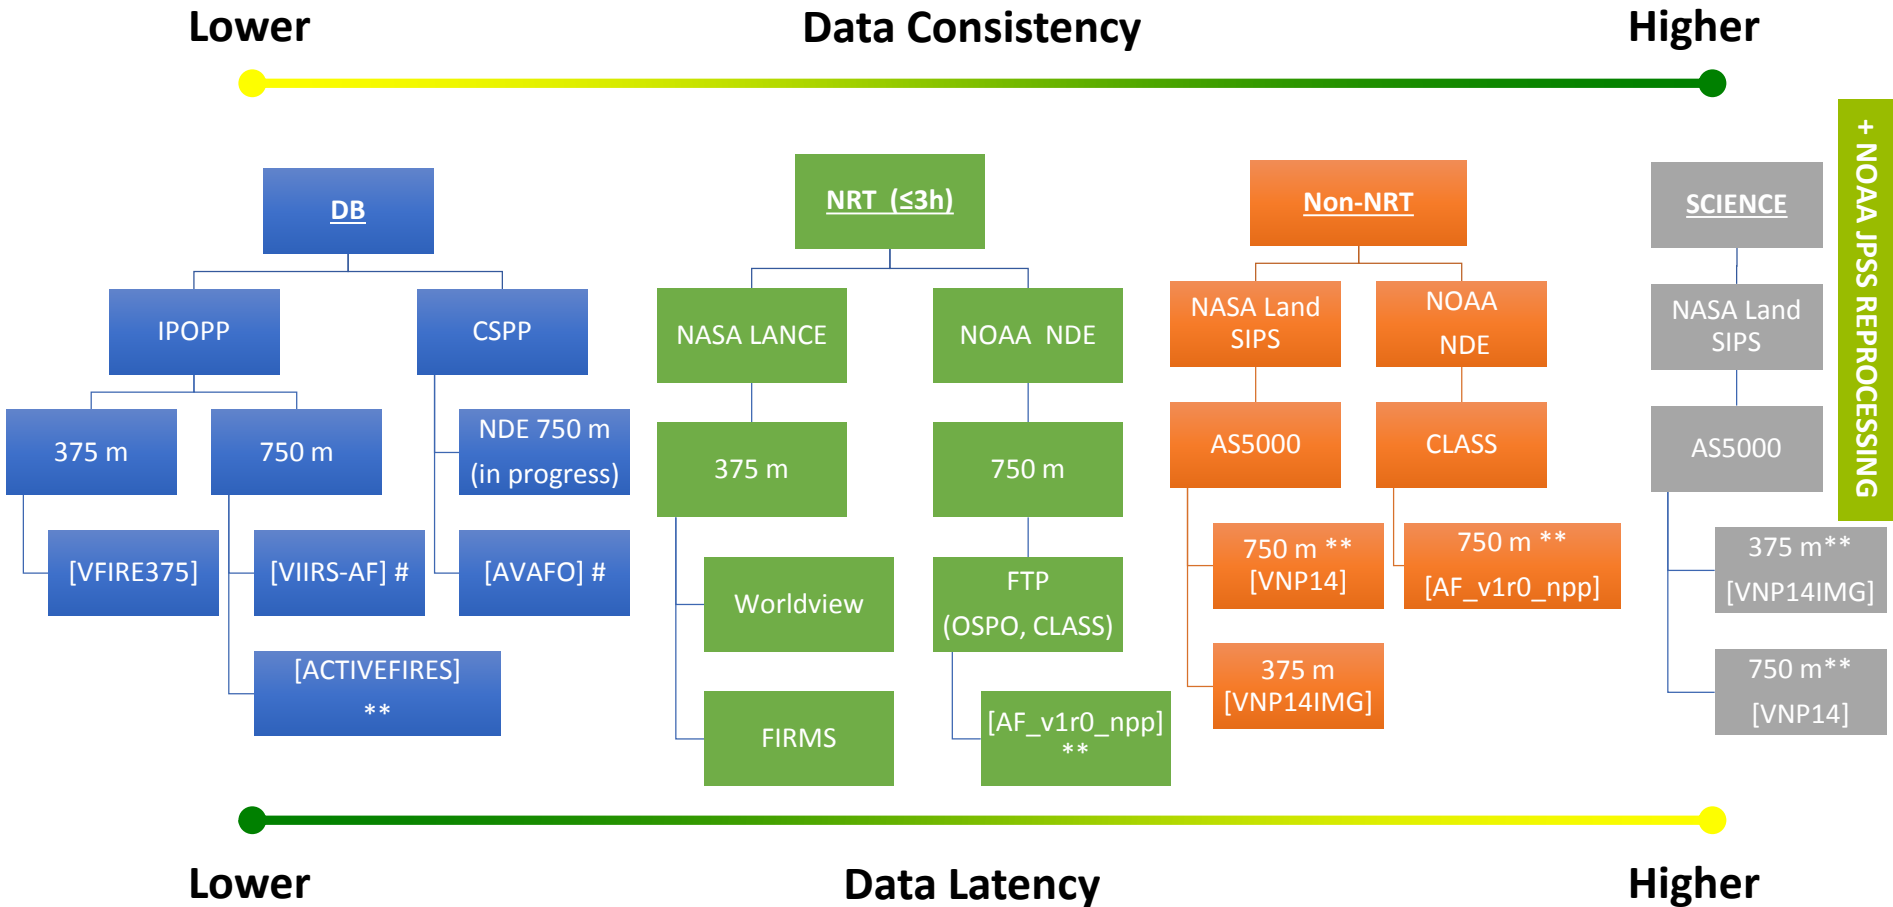 Lower
Data Consistency
Higher
DB
IPOPP
CSPP
375 m
750 m
NDE 750 m
(in progress)
[VFIRE375]
[VIIRS-AF] #
[AVAFO] #
[ACTIVEFIRES]
**
NRT (≤3h)
NASA LANCE
NOAA NDE
375 m
750 m
Worldview
FTP
(OSPO, CLASS)
FIRMS
[AF_v1r0_npp]
**
Non-NRT
NASA Land
SIPS
NOAA
NDE
AS5000
CLASS
750 m **
[VNP14]
750 m **
[AF_v1r0_npp]
375 m
[VNP14IMG]
SCIENCE
NASA Land
SIPS
AS5000
375 m**
[VNP14IMG]
750 m**
[VNP14]
+ NOAA JPSS REPROCESSING
Lower
Data Latency
Higher